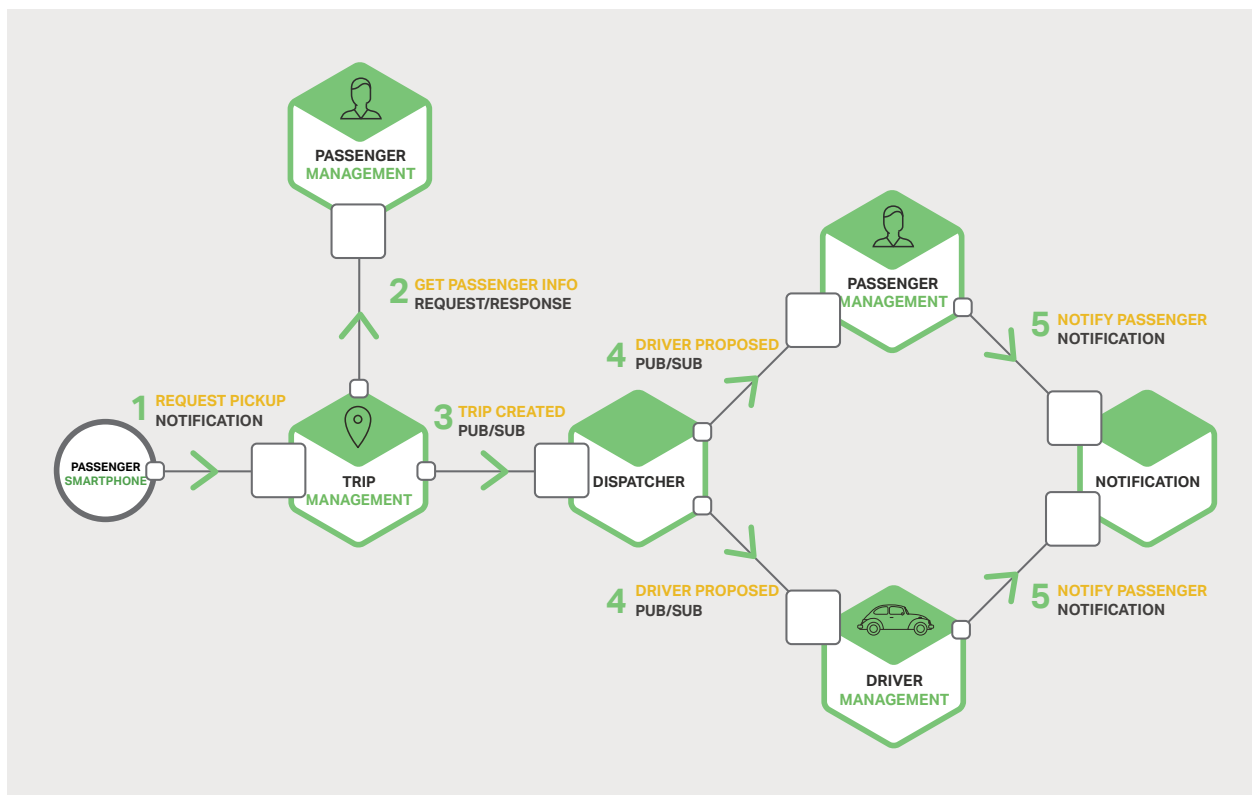 PASSENGER
MANAGEMENT
2 GET PASSENGER INFO
REQUEST/RESPONSE
1 REQUEST PICKUP
NOTIFICATION
PASSENGER
SMARTPHONE
TRIP
MANAGEMENT
3 TRIP CREATED
PUB/SUB
DISPATCHER
4 DRIVER PROPOSED
PUB/SUB
PASSENGER
MANAGEMENT
5 NOTIFY PASSENGER
NOTIFICATION
4 DRIVER PROPOSED
PUB/SUB
DRIVER
MANAGEMENT
5 NOTIFY PASSENGER
NOTIFICATION
NOTIFICATION